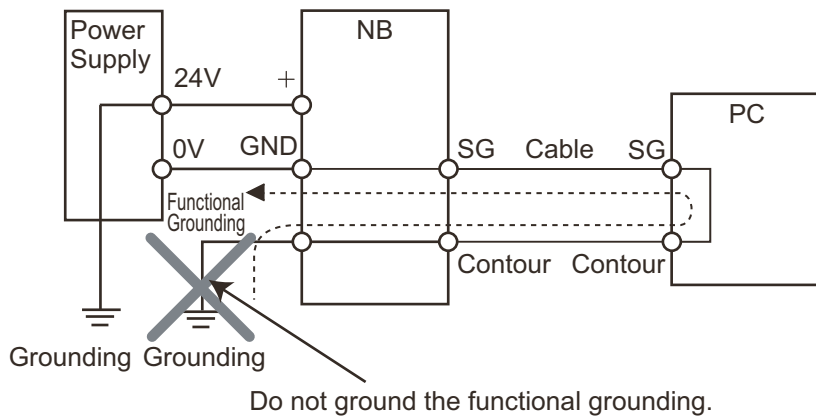 Power
Supply
NB
24V
+
PC
0V
GND
SG
Cable
SG
Functional
Grounding
Contour
Contour
Grounding
Grounding
Do not ground the functional grounding.